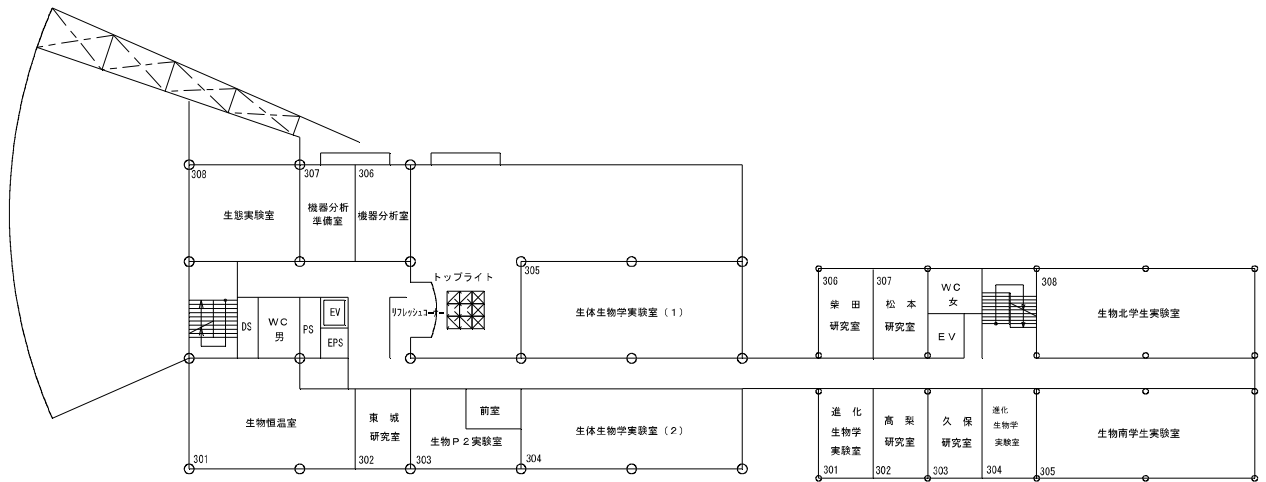 308
生態実験室
307
機器分析
準備室
306
機器分析室
トップライト
305
生体生物学実験室(1)
リフレッシュコーナー
DS
WC
男
PS
EV
EPS
生物恒温室
301
東 城
研究室
302
前室
生物P2実験室
303
生体生物学実験室(2)
304
306
柴 田
研究室
307
松 本
研究室
WC
女
EV
308
生物北学生実験室
進 化
生物学
実験室
301
高 梨
研究室
302
久 保
研究室
303
進化
生物学
実験室
304
生物南学生実験室
305